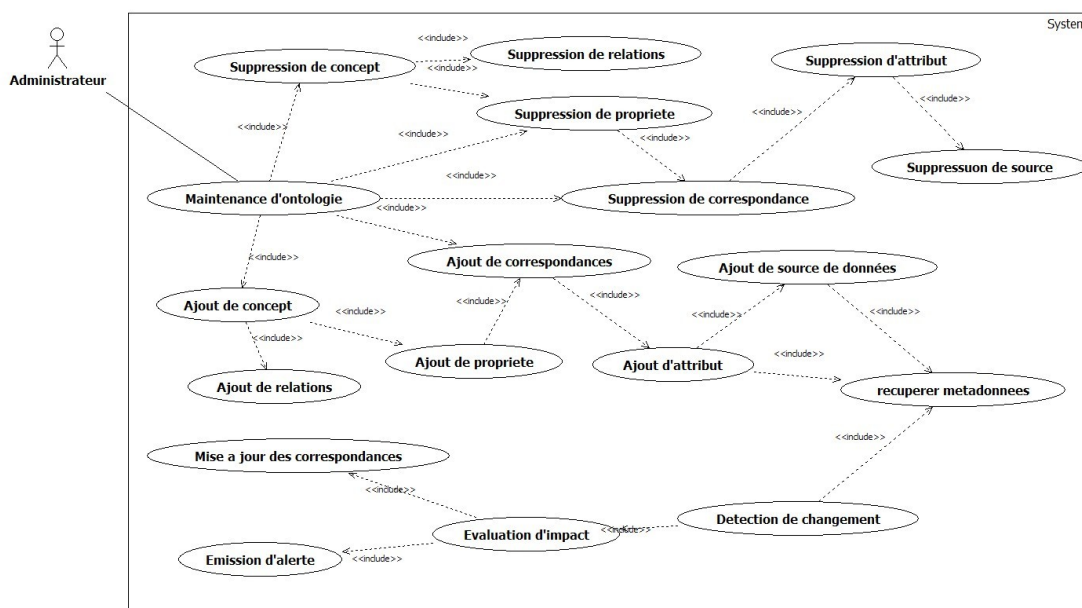 System
Administrateur
<<include>>
Suppression de concept
Suppression de relations
Suppression d'attribut
<<include>>
<<include>>
<<include>>
Suppression de propriete
<<include>>
<<include>>
<<include>>
<<include>>
Suppressuon de source
<<include>>
Maintenance d'ontologie
Suppression de correspondance
<<include>>
<<include>>
Ajout de correspondances
Ajout de source de données
Ajout de concept
<<include>>
<<include>>
<<include>>
<<include>>
<<include>>
<<include>>
<<include>>
Ajout de propriete
Ajout d'attribut
Ajout de relations
recuperer metadonnees
<<include>>
Mise a jour des correspondances
<<include>>
Detection de changement
<<include>>
Evaluation d'impact
Emission d'alerte
<<include>>